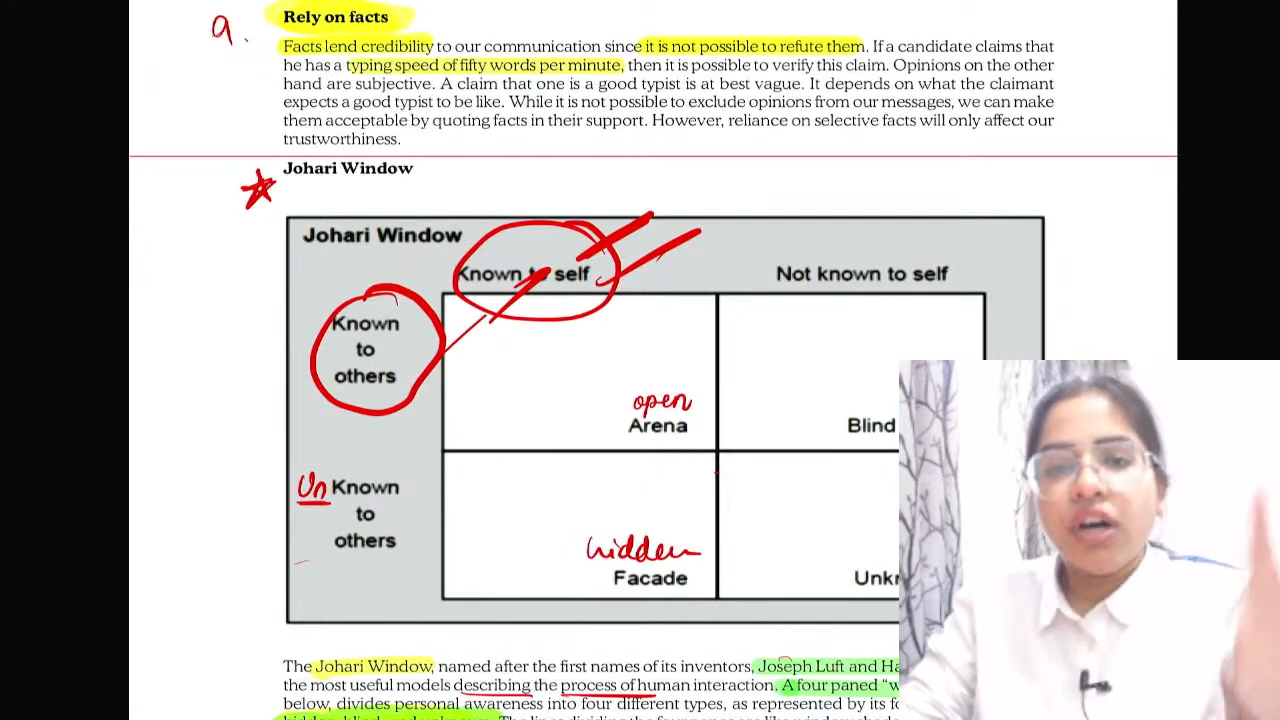 9.
Rely on facts
Facts lend credibility to our communication since it is not possible to refute them. If a candidate claims that
he has a typing speed of fifty words per minute, then it is possible to verify this claim. Opinions on the other
hand are subjective. A claim that one is a good typist is at best vague. It depends on what the claimant
expects a good typist to be like. While it is not possible to exclude opinions from our messages, we can make
them acceptable by quoting facts in their support. However, reliance on selective facts will only affect our
trustworthiness.
Johari Window
Johari Window
Known to self
Not known to self
Known
to
others
open
Arena
Blind
Un Known
to
others
hidden
Facade
The Johari Window, named after the first names of its inventors, Joseph Luft and
the most useful models describing the process of human interaction. A four paned
below, divides personal awareness into four different types, as represented by its